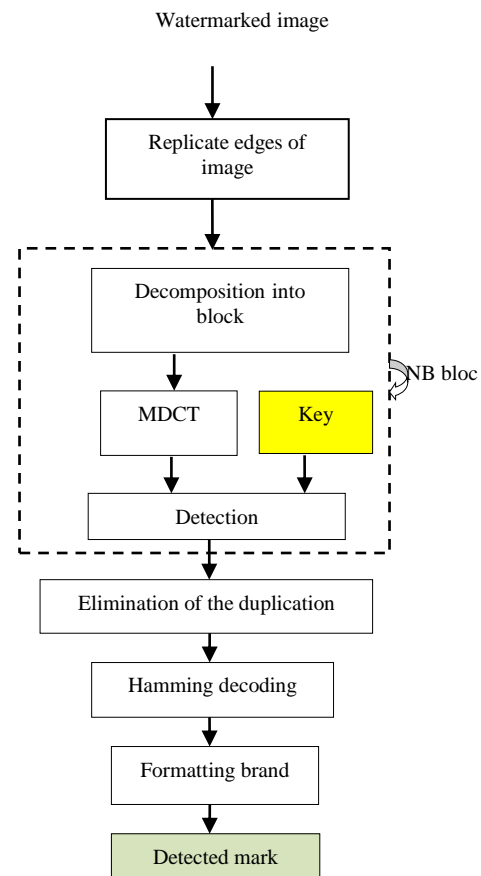 Watermarked image
Replicate edges of
image
Decomposition into
block
NB bloc
MDCT
Key
Detection
Elimination of the duplication
Hamming decoding
Formatting brand
Detected mark